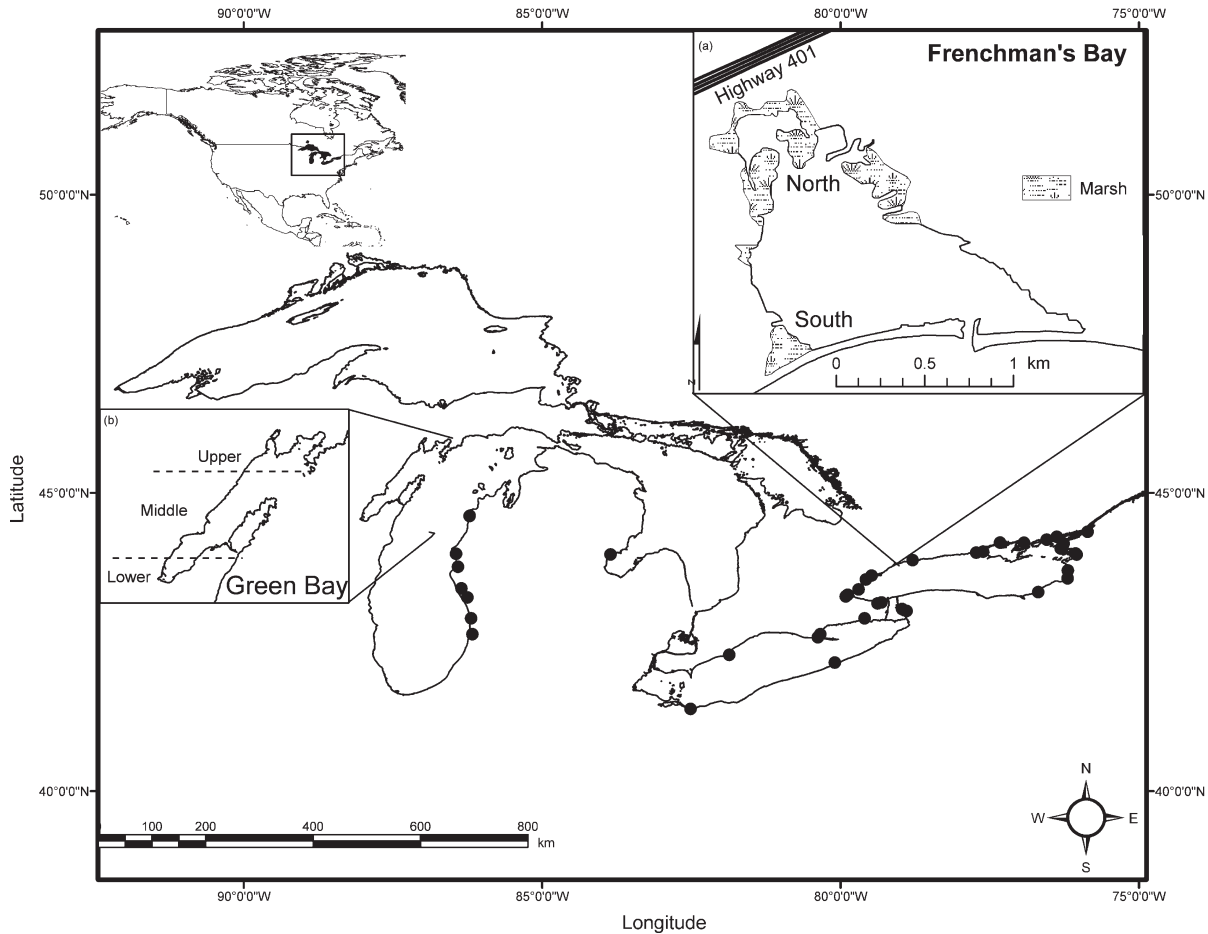 90°0'0"W
85°0'0"W
80°0'0"W
75°0'0"W
(a)
Frenchman's Bay
Highway 401
North
Marsh
50°0'0"N
50°0'0"N
South
0
0.5
1 km
N
(b)
Upper
Middle
Lower
Green Bay
Latitude
45°0'0"N
45°0'0"N
40°0'0"N
40°0'0"N
N
W
E
S
100
200
400
600
800
km
90°0'0"W
85°0'0"W
80°0'0"W
75°0'0"W
Longitude